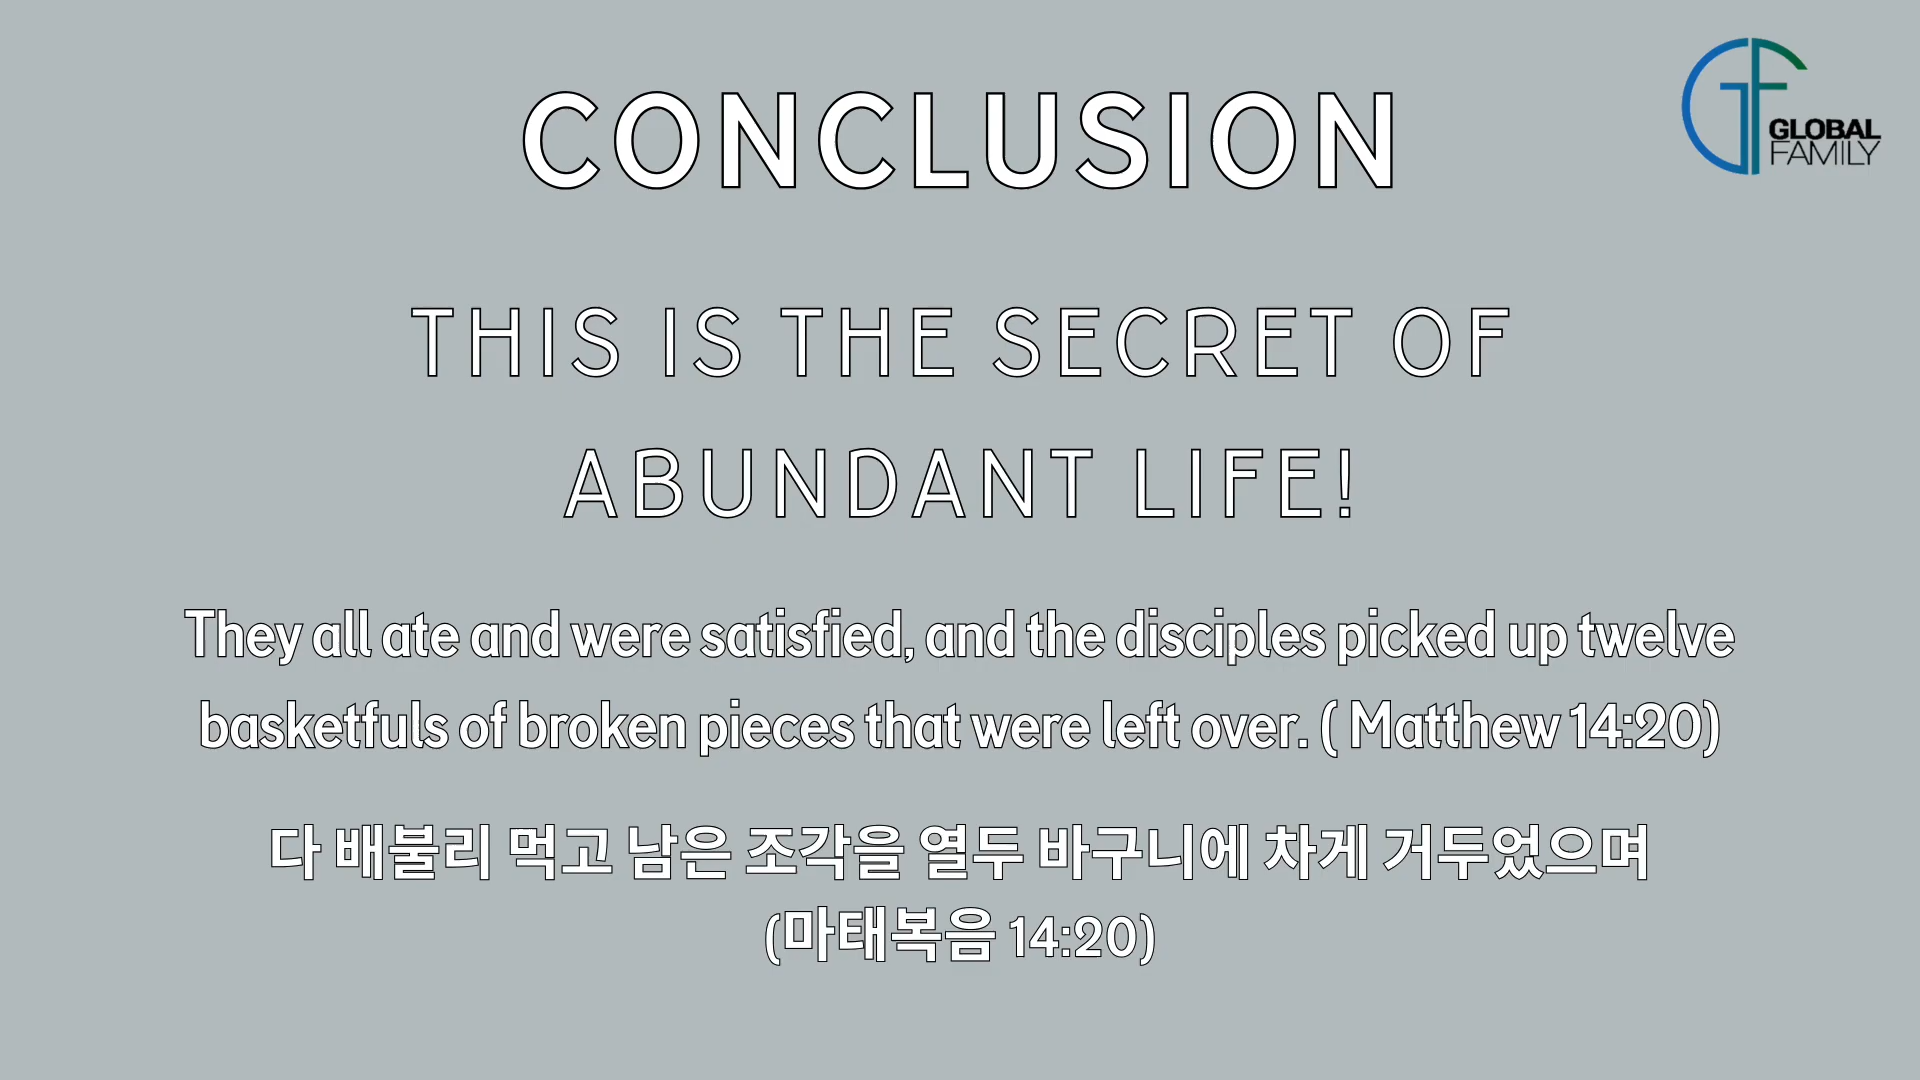 CONCLUSION
GLOBAL
FAMILY
THIS IS THE SECRET OF
ABUNDANT LIFE!
They all ate and were satisfied, and the disciples picked up twelve
basketfuls of broken pieces that were left over. ( Matthew 14:20)
다 배불리 먹고 남은 조각을 열두 바구니에 차게 거두었으며
(마태복음 14:20)